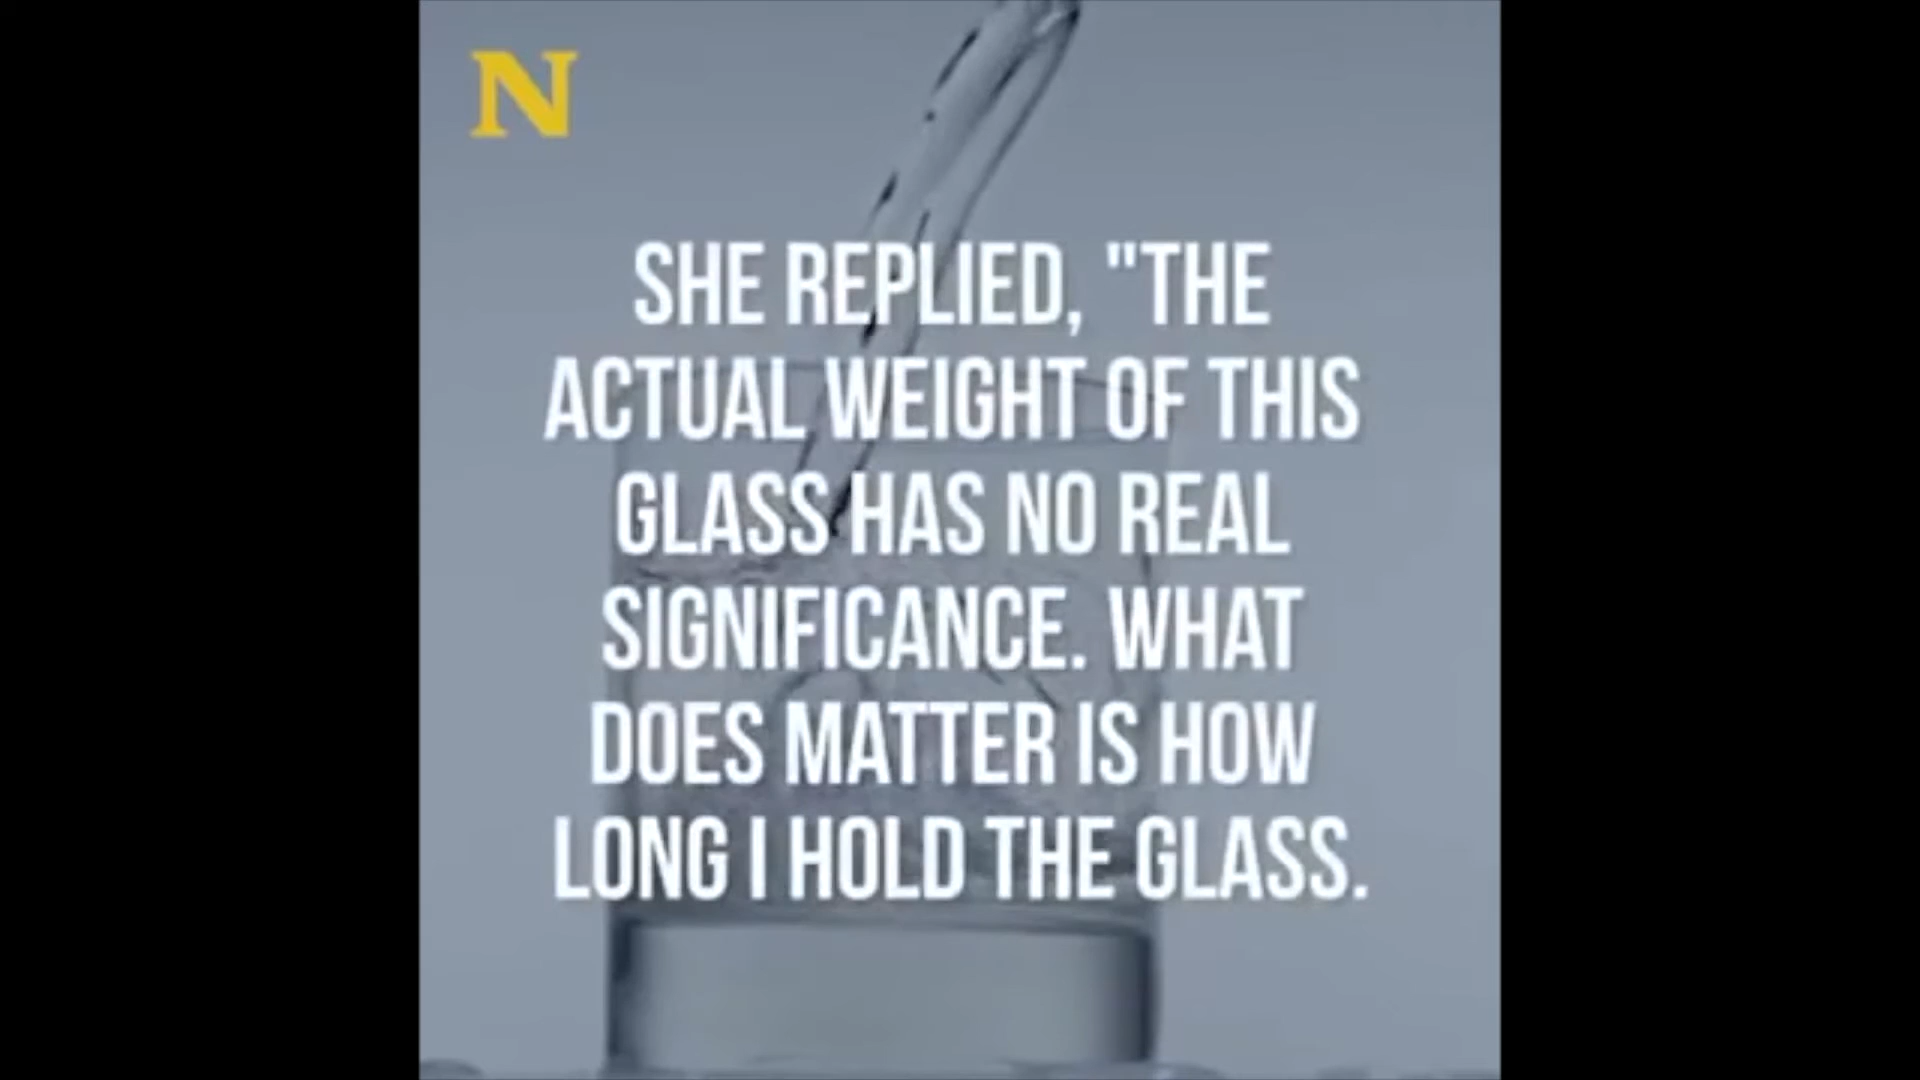 N
SHE REPLIED, "THE
ACTUAL WEIGHT OF THIS
GLASS HAS NO REAL
SIGNIFICANCE. WHAT
DOES MATTER IS HOW
LONG I HOLD THE GLASS.